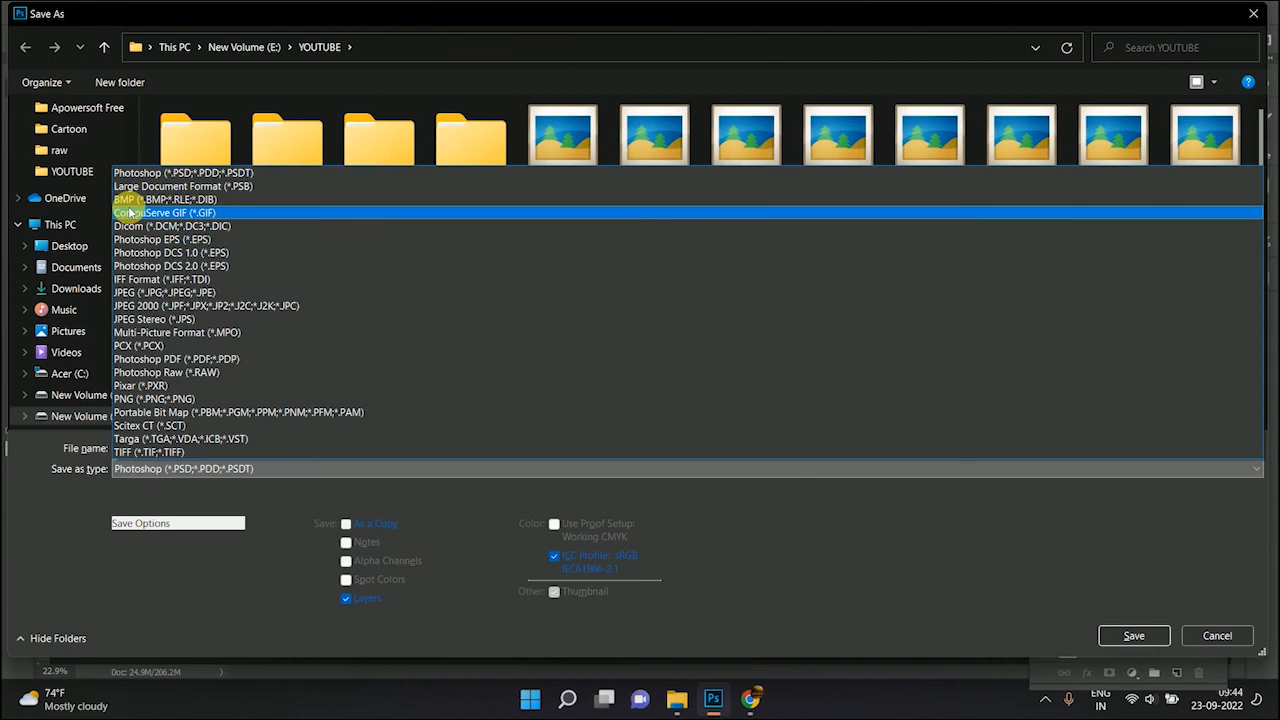 Save As
This PC
New Volume (E:)
YOUTUBE
Search YOUTUBE
Organize
New folder
Apowersoft Free
Cartoon
raw
YOUTUBE
OneDrive
This PC
Desktop
Documents
Downloads
Music
Pictures
Videos
Acer (C:)
New Volume
New Volume
Photoshop (*.PSD;*.PDD;*.PSDT)
Large Document Format (*.PSB)
BMP (*.BMP;*.RLE;*.DIB)
CompuServe GIF (*.GIF)
Dicom (*.DCM;*.DC3;*.DIC)
Photoshop EPS (*.EPS)
Photoshop DCS 1.0 (*.EPS)
Photoshop DCS 2.0 (*.EPS)
IFF Format (*.IFF;*.TDI)
JPEG (*.JPG;*.JPEG;*.JPE)
JPEG 2000 (*.JPF;*.JPX;*.JP2;*.J2C;*.J2K;*.JPC)
JPEG Stereo (*.JPS)
Multi-Picture Format (*.MPO)
PCX (*.PCX)
Photoshop PDF (*.PDF;*.PDP)
Photoshop Raw (*.RAW)
Pixar (*.PXR)
PNG (*.PNG;*.PNG)
Portable Bit Map (*.PBM;*.PGM;*.PPM;*.PNM;*.PFM;*.PAM)
Scitex CT (*.SCT)
Targa (*.TGA;*.VDA;*.ICB;*.VST)
TIFF (*.TIF;*.TIFF)
File name:
Save as type: Photoshop (*.PSD;*.PDD;*.PSDT)
Save Options
Save: As a Copy
Notes
Alpha Channels
Spot Colors
Layers
Color: Use Proof Setup:
Working CMYK
ICC Profile: sRGB
IEC61966-2.1
Other: Thumbnail
Hide Folders
Save
Cancel
22.9%
Doc: 24.9M/206.2M
fx
74°F
Mostly cloudy
Ps
ENG
IN
09:44
23-09-2022